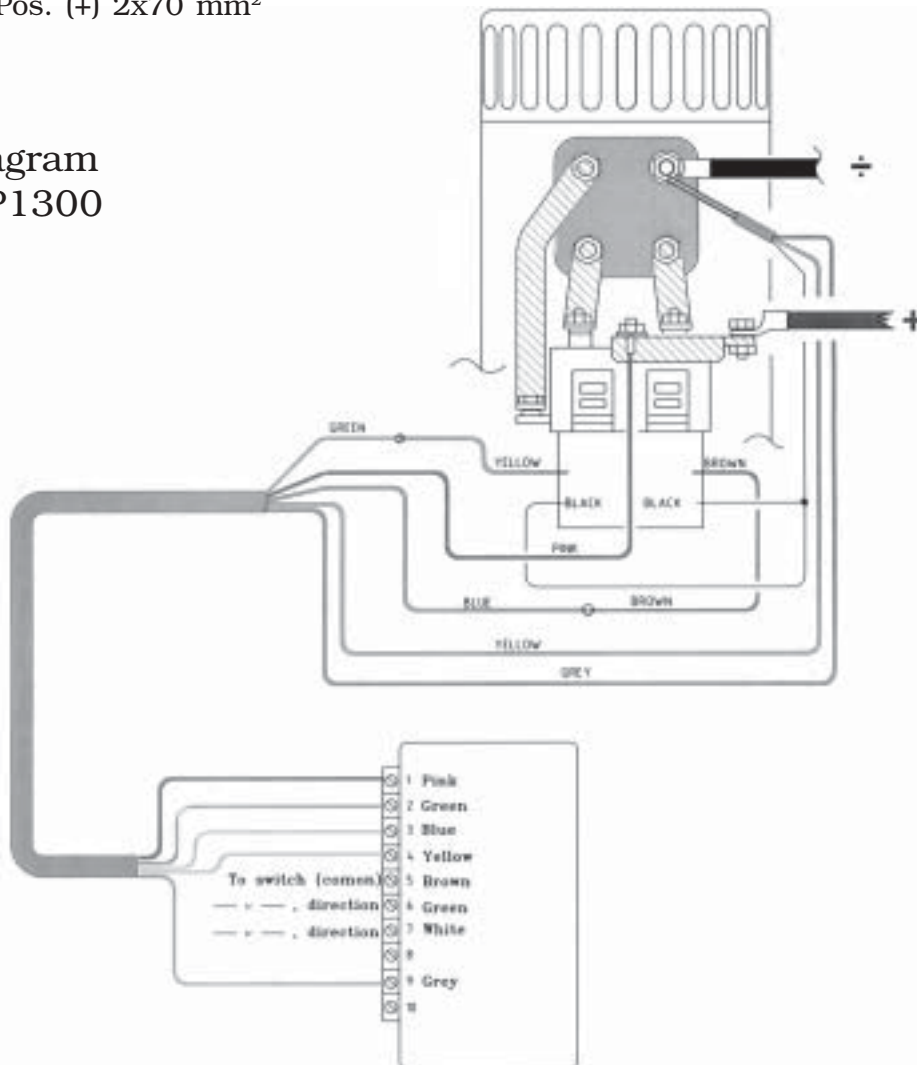 Pos. (+) 2x70 mm²
gram
P1300
÷
+
GREEN
YELLOW
BROWN
BLACK
BLACK
PINK
BLUE
BROWN
YELLOW
GREY
1 Pink
2 Green
3 Blue
4 Yellow
To switch (comen) 5 Brown
— " — , direction 6 Green
— " — , direction 7 White
8
9 Grey
10